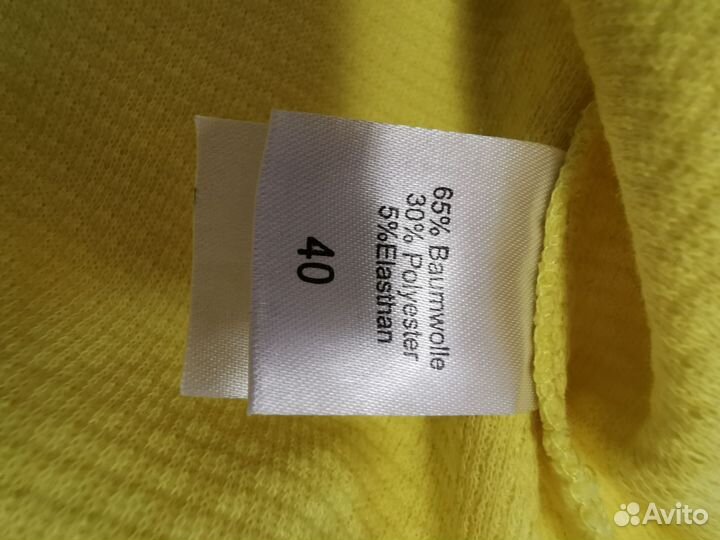 65% Baumwolle
30% Polyester
5%Elasthan
40
Avito